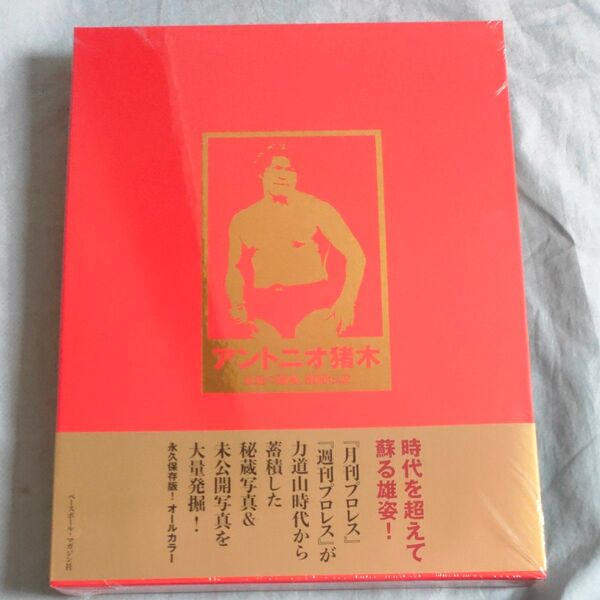 アントニオ猪木
時代を超えて
蘇る雄姿!
『月刊プロレス』
『週刊プロレス』が
力道山時代から
蓄積した
秘蔵写真&
未公開写真を
大量発掘!
永久保存版! オールカラー
ベースボール・マガジン社